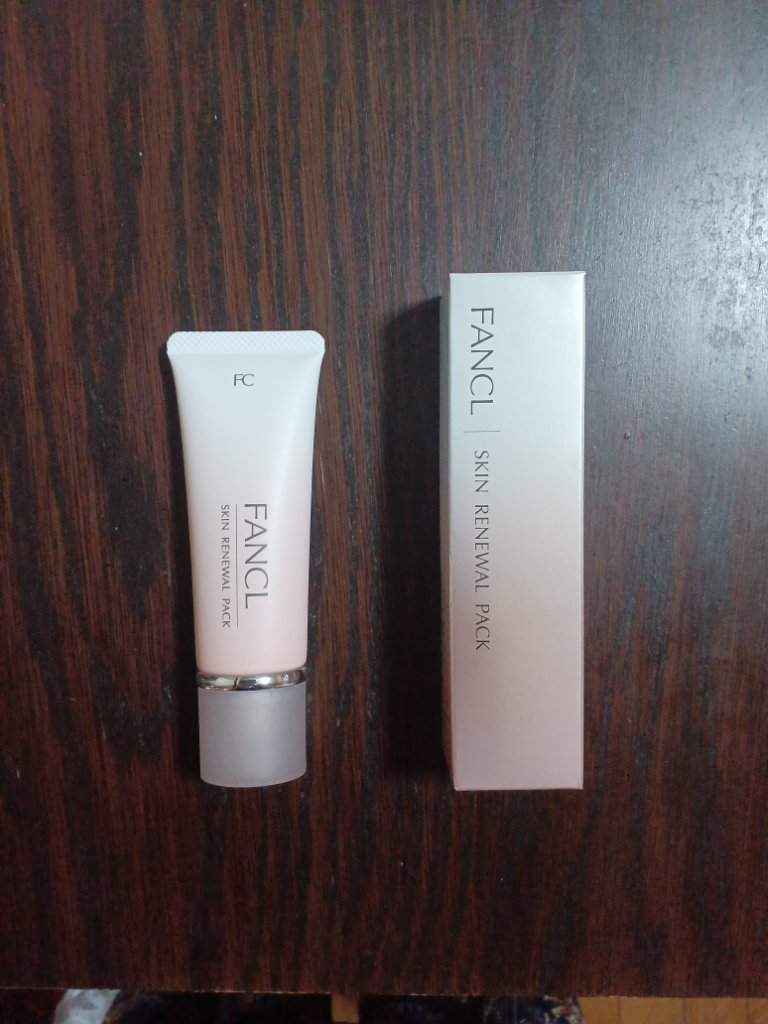 FC
FANCL
SKIN RENEWAL PACK
FANCL | SKIN RENEWAL PACK